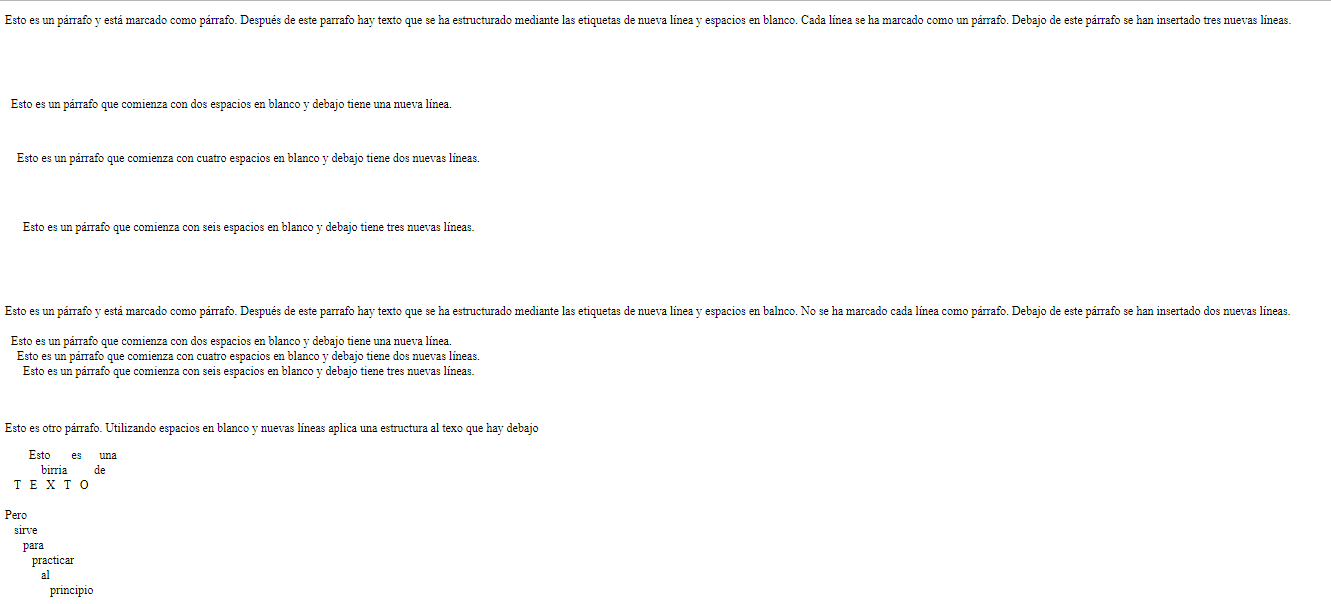 Esto es un párrafo y está marcado como párrafo. Después de este parrafo hay texto que se ha estructurado mediante las etiquetas de nueva línea y espacios en blanco. Cada línea se ha marcado como un párrafo. Debajo de este párrafo se han insertado tres nuevas líneas.
Esto es un párrafo que comienza con dos espacios en blanco y debajo tiene una nueva línea.
Esto es un párrafo que comienza con cuatro espacios en blanco y debajo tiene dos nuevas líneas.
Esto es un párrafo que comienza con seis espacios en blanco y debajo tiene tres nuevas líneas.
Esto es un párrafo y está marcado como párrafo. Después de este parrafo hay texto que se ha estructurado mediante las etiquetas de nueva línea y espacios en balnco. No se ha marcado cada línea como párrafo. Debajo de este párrafo se han insertado dos nuevas líneas.
Esto es un párrafo que comienza con dos espacios en blanco y debajo tiene una nueva línea.
Esto es un párrafo que comienza con cuatro espacios en blanco y debajo tiene dos nuevas líneas.
Esto es un párrafo que comienza con seis espacios en blanco y debajo tiene tres nuevas líneas.
Esto es otro párrafo. Utilizando espacios en blanco y nuevas líneas aplica una estructura al texo que hay debajo
Esto es una
birria de
T E X T O
Pero
sirve
para
practicar
al
principio